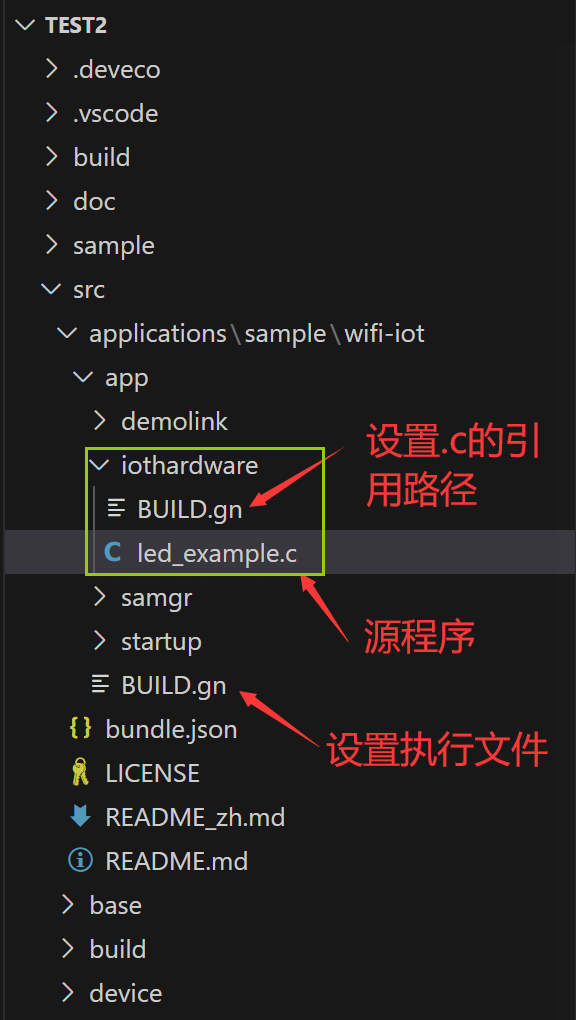 TEST2
.deveco
.vscode
build
doc
sample
src
applications\sample\wifi-iot
app
demolink
设置.c的引
iothardware
用路径
BUILD.gn
C led_example.c
samgr
源程序
startup
BUILD.gn
设置执行文件
{} bundle.json
LICENSE
README_zh.md
README.md
base
build
device